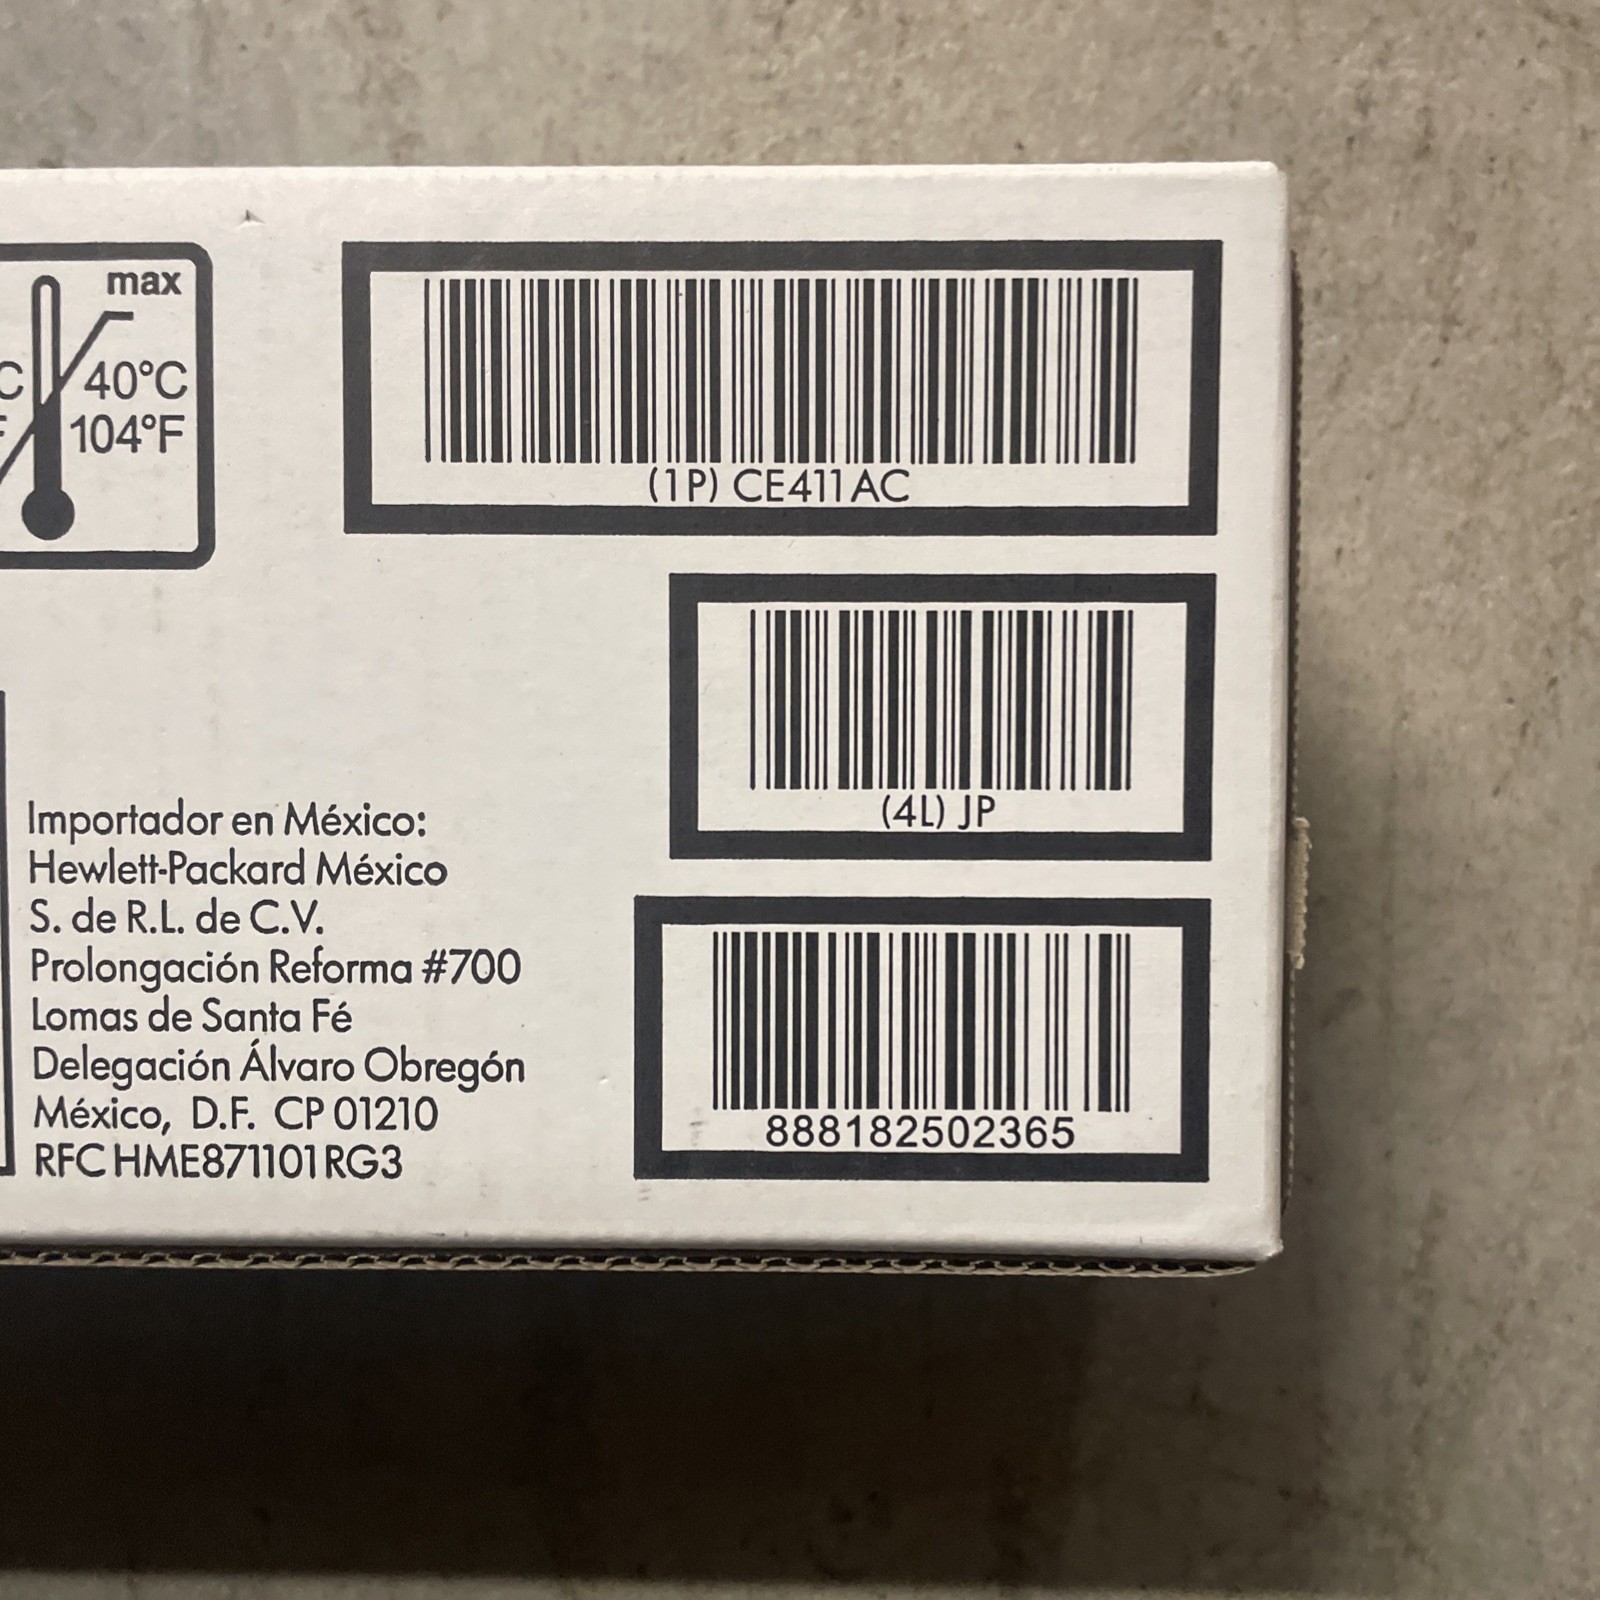 max
40°C
104°F
(1P) CE411AC
(4L) JP
Importador en México:
Hewlett-Packard México
S. de R.L. de C.V.
Prolongación Reforma #700
Lomas de Santa Fé
Delegación Álvaro Obregón
México, D.F. CP 01210
RFC HME871101RG3
888182502365